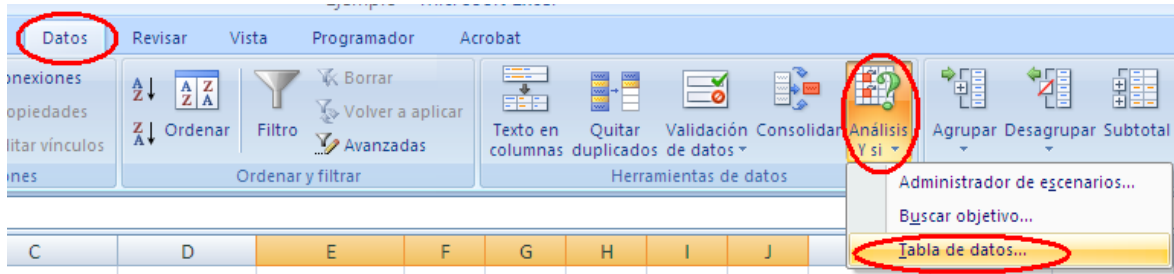 Ejemplo - Microsoft Excel
Datos Revisar Vista Programador Acrobat
onexiones
opiedades
litar vínculos
A Z
A Z Z A
Z A
Ordenar
Filtro
Borrar
Volver a aplicar
Avanzadas
Texto en columnas
Quitar duplicados
Validación de datos
Consolidar
Análisis Y si
Agrupar
Desagrupar
Subtotal
ones
Ordenar y filtrar
Herramientas de datos
Administrador de escenarios...
Buscar objetivo...
Tabla de datos...
C D E F G H I J